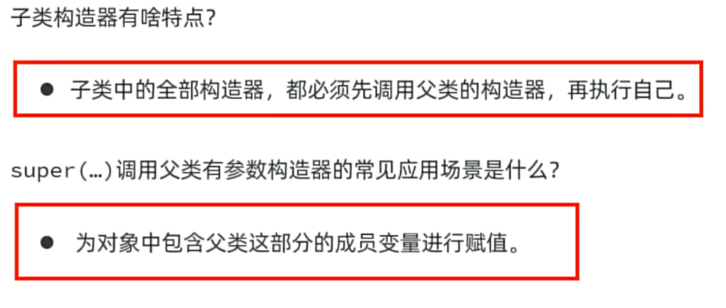 子类构造器有啥特点？
● 子类中的全部构造器，都必须先调用父类的构造器，再执行自己。
super(…)调用父类有参数构造器的常见应用场景是什么？
● 为对象中包含父类这部分的成员变量进行赋值。